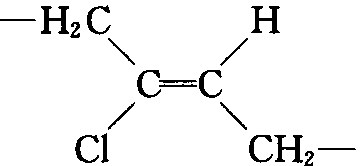 —H₂C H
C=C
Cl CH₂—